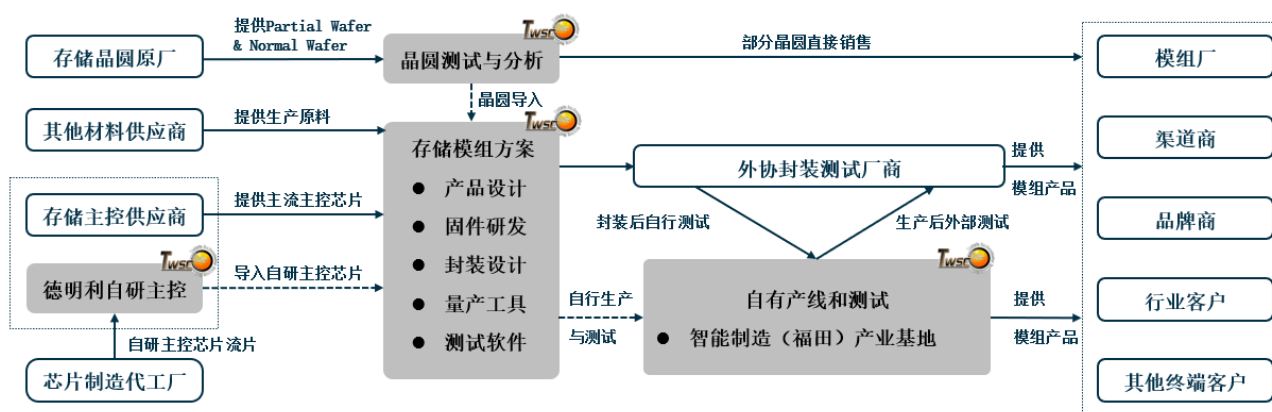 提供Partial Wafer
& Normal Wafer
Twsc
部分晶圆直接销售
存储晶圆原厂
晶圆测试与分析
模组厂
晶圆导入
Twsc
其他材料供应商
提供生产原料
存储模组方案
● 产品设计
● 固件研发
● 封装设计
● 量产工具
● 测试软件
外协封装测试厂商
提供
模组产品
渠道商
存储主控供应商
提供主流主控芯片
封装后自行测试
生产后外部测试
品牌商
Twsc
德明利自研主控
导入自研主控芯片
自行生产
与测试
Twsc
自有产线和测试
● 智能制造（福田）产业基地
提供
模组产品
行业客户
自研主控芯片流片
芯片制造代工厂
其他终端客户